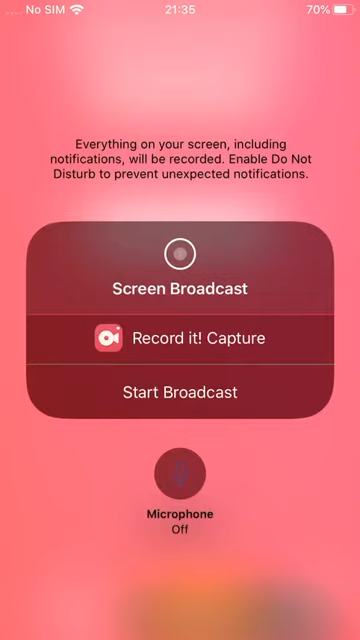 No SIM
21:35
70%
Everything on your screen, including
notifications, will be recorded. Enable Do Not
Disturb to prevent unexpected notifications.
Screen Broadcast
Record it! Capture
Start Broadcast
Microphone
Off